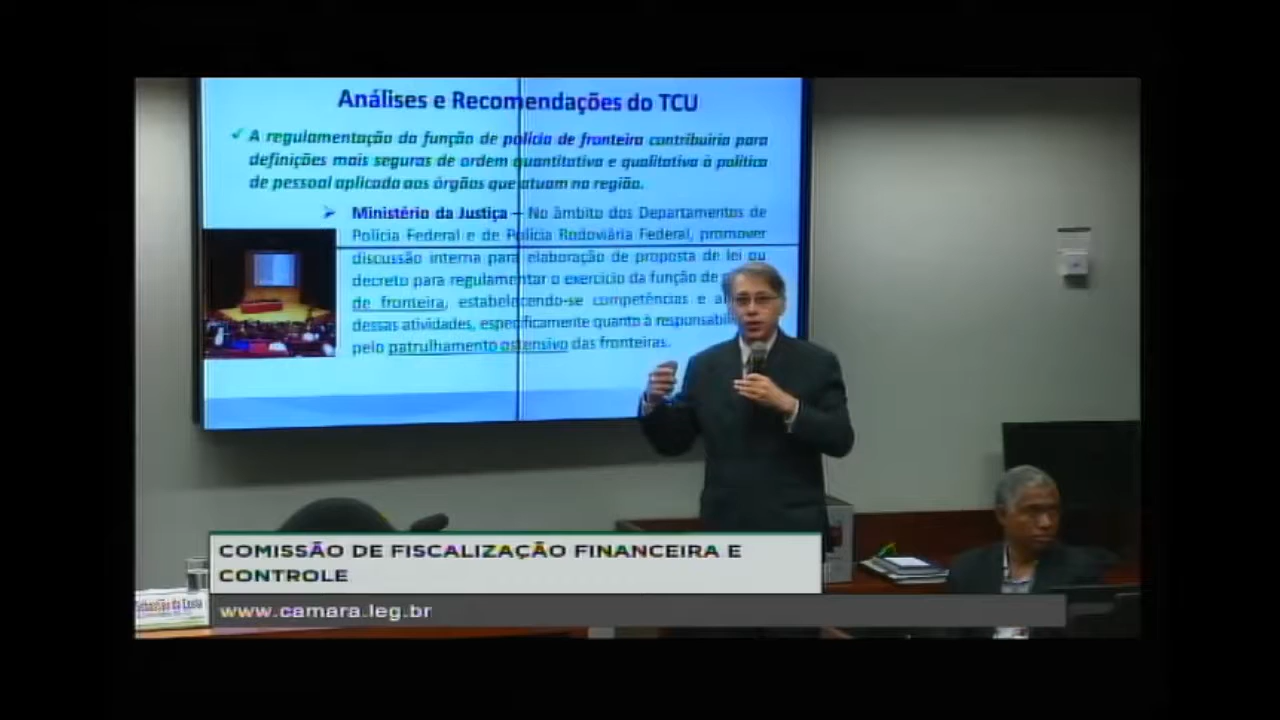 Análises e Recomendações do TCU
✓ A regulamentação da função de polícia de fronteira contribuiria para
definições mais seguras de ordem quantitativa e qualitativa à política
de pessoal aplicada aos órgãos que atuam na região.
➢ Ministério da Justiça – No âmbito dos Departamentos de
Polícia Federal e de Polícia Rodoviária Federal, promover
discussão interna para elaboração de proposta de lei ou
decreto para regulamentar o exercício da função de
de fronteira, estabelecendo-se competências e
dessas atividades, especificamente quanto à
pelo patrulhamento ostensivo das fronteiras.
COMISSÃO DE FISCALIZAÇÃO FINANCEIRA E
CONTROLE
www.camara.leg.br
da Costa